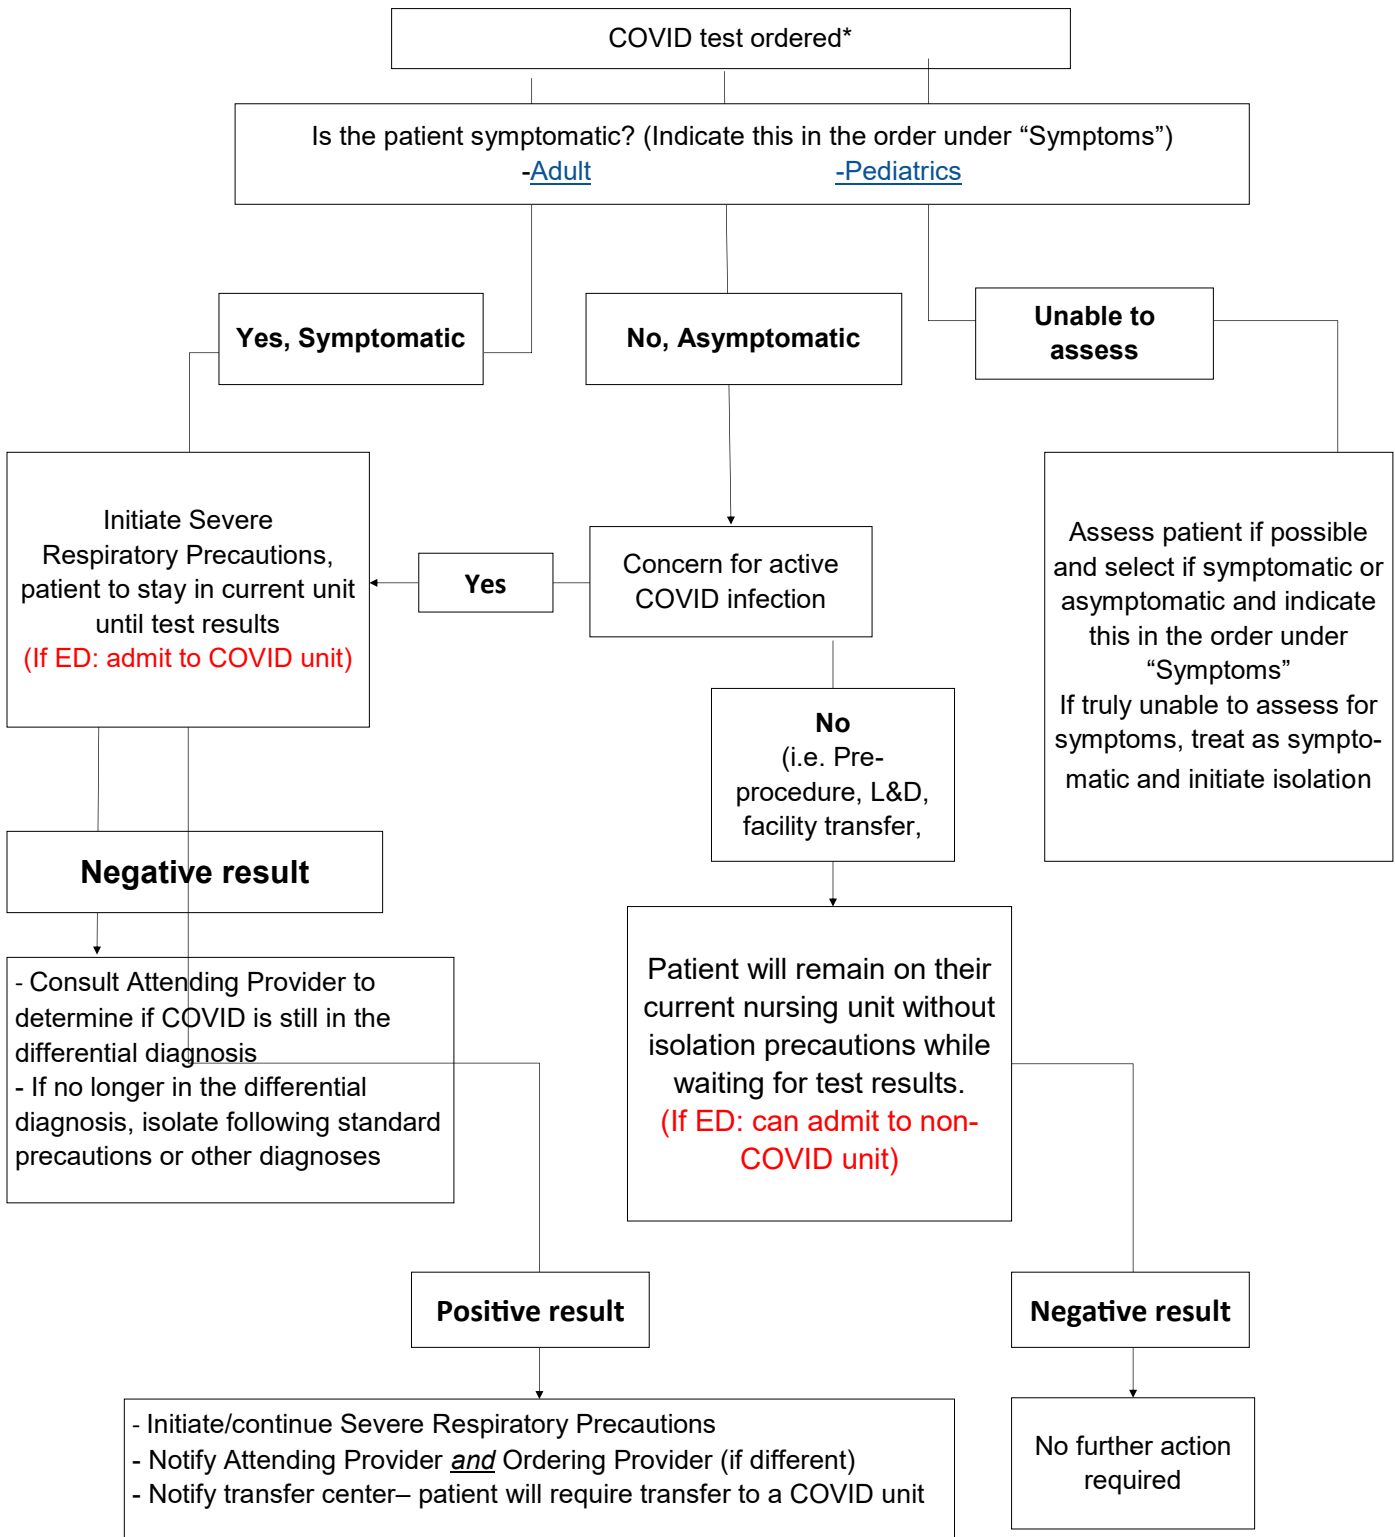 COVID test ordered*
Is the patient symptomatic? (Indicate this in the order under “Symptoms”)
-Adult -Pediatrics
Yes, Symptomatic
No, Asymptomatic
Unable to
assess
Initiate Severe
Respiratory Precautions,
patient to stay in current unit
until test results
(If ED: admit to COVID unit)
Yes
Concern for active
COVID infection
Assess patient if possible
and select if symptomatic or
asymptomatic and indicate
this in the order under
“Symptoms”
If truly unable to assess for
symptoms, treat as sympto-
matic and initiate isolation
No
(i.e. Pre-
procedure, L&D,
facility transfer,
Negative result
- Consult Attending Provider to
determine if COVID is still in the
differential diagnosis
- If no longer in the differential
diagnosis, isolate following standard
precautions or other diagnoses
Patient will remain on their
current nursing unit without
isolation precautions while
waiting for test results.
(If ED: can admit to non-
COVID unit)
Positive result
Negative result
- Initiate/continue Severe Respiratory Precautions
- Notify Attending Provider and Ordering Provider (if different)
- Notify transfer center– patient will require transfer to a COVID unit
No further action
required